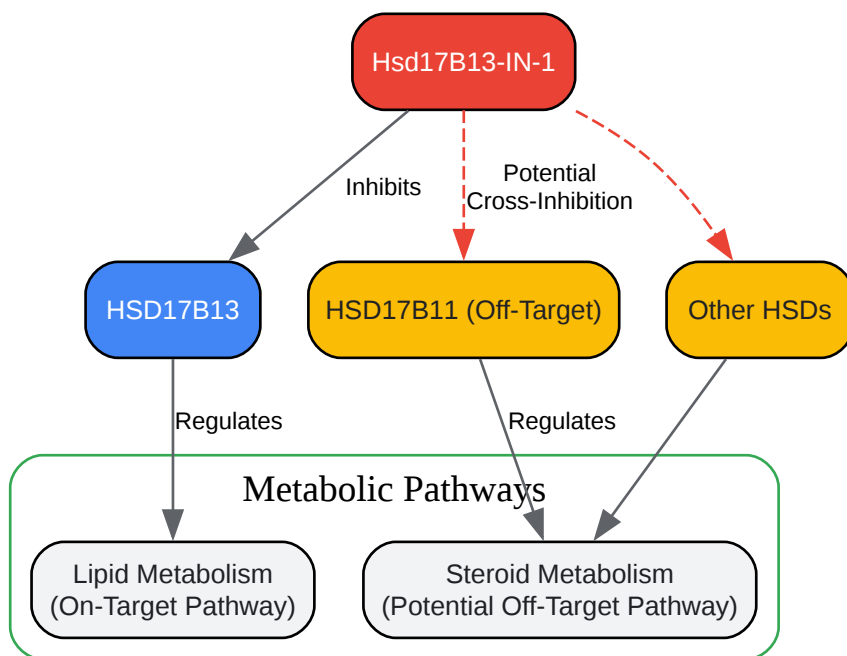 Hsd17B13-IN-1
Inhibits
Potential
Cross-Inhibition
HSD17B13
HSD17B11 (Off-Target)
Other HSDs
Regulates
Regulates
Metabolic Pathways
Lipid Metabolism
(On-Target Pathway)
Steroid Metabolism
(Potential Off-Target Pathway)